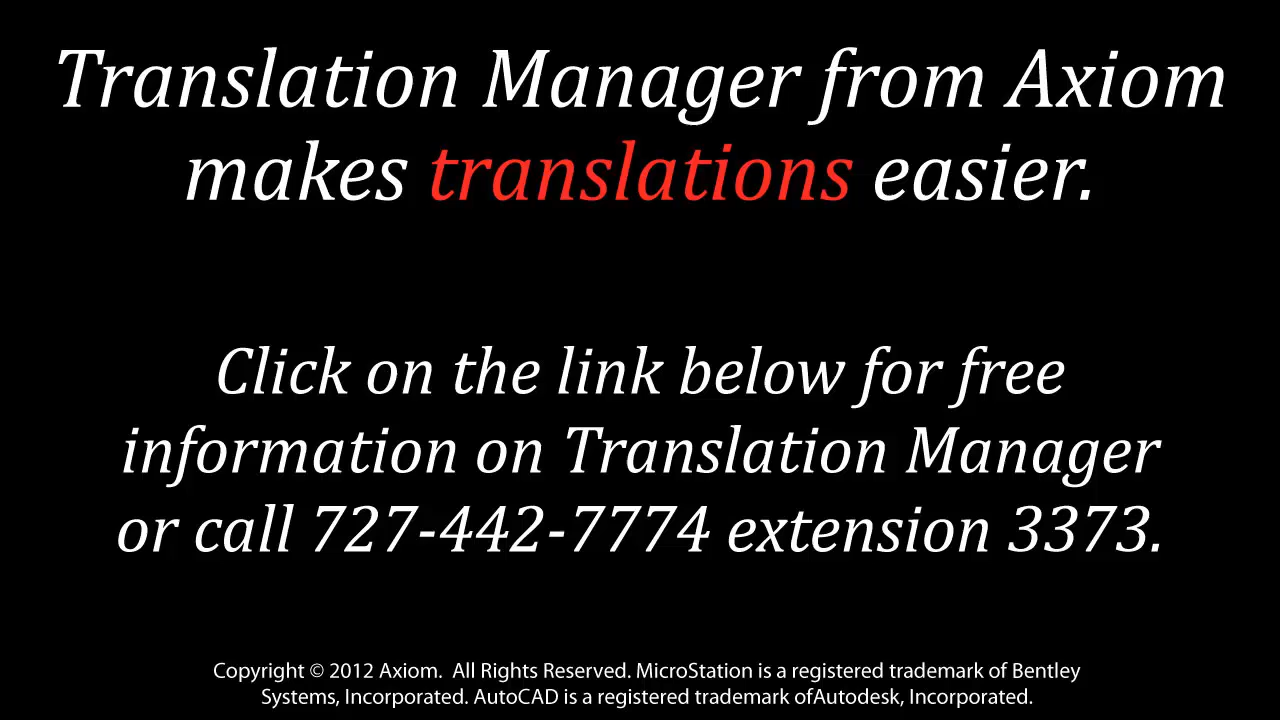 Translation Manager from Axiom
makes translations easier.
Click on the link below for free
information on Translation Manager
or call 727-442-7774 extension 3373.
Copyright © 2012 Axiom.  All Rights Reserved. MicroStation is a registered trademark of Bentley
Systems, Incorporated. AutoCAD is a registered trademark ofAutodesk, Incorporated.